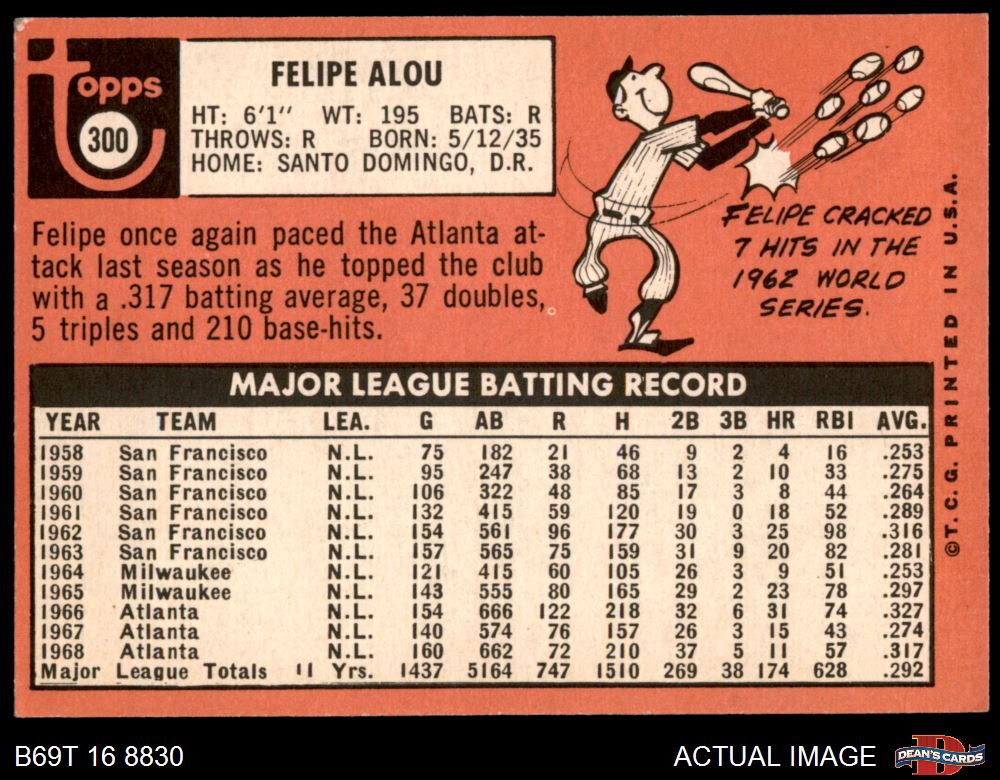 topps
300
FELIPE ALOU
HT: 6'1" WT: 195 BATS: R
THROWS: R BORN: 5/12/35
HOME: SANTO DOMINGO, D.R.
Felipe once again paced the Atlanta at-
tack last season as he topped the club
with a .317 batting average, 37 doubles,
5 triples and 210 base-hits.
FELIPE CRACKED
7 HITS IN THE
1962 WORLD
SERIES.
©T.C.G. PRINTED IN U.S.A.
MAJOR LEAGUE BATTING RECORD
YEAR TEAM LEA. G AB R H 2B 3B HR RBI AVG.
1958 San Francisco N.L. 75 182 21 46 9 2 4 16 .253
1959 San Francisco N.L. 95 247 38 68 13 2 10 33 .275
1960 San Francisco N.L. 106 322 48 85 17 3 8 44 .264
1961 San Francisco N.L. 132 415 59 120 19 0 18 52 .289
1962 San Francisco N.L. 154 561 96 177 30 3 25 98 .316
1963 San Francisco N.L. 157 565 75 159 31 9 20 82 .281
1964 Milwaukee N.L. 121 415 60 105 26 3 9 51 .253
1965 Milwaukee N.L. 143 555 80 165 29 2 23 78 .297
1966 Atlanta N.L. 154 666 122 218 32 6 31 74 .327
1967 Atlanta N.L. 140 574 76 157 26 3 15 43 .274
1968 Atlanta N.L. 160 662 72 210 37 5 11 57 .317
Major League Totals 11 Yrs. 1437 5164 747 1510 269 38 174 628 .292
B69T 16 8830
ACTUAL IMAGE
DEAN'S CARDS